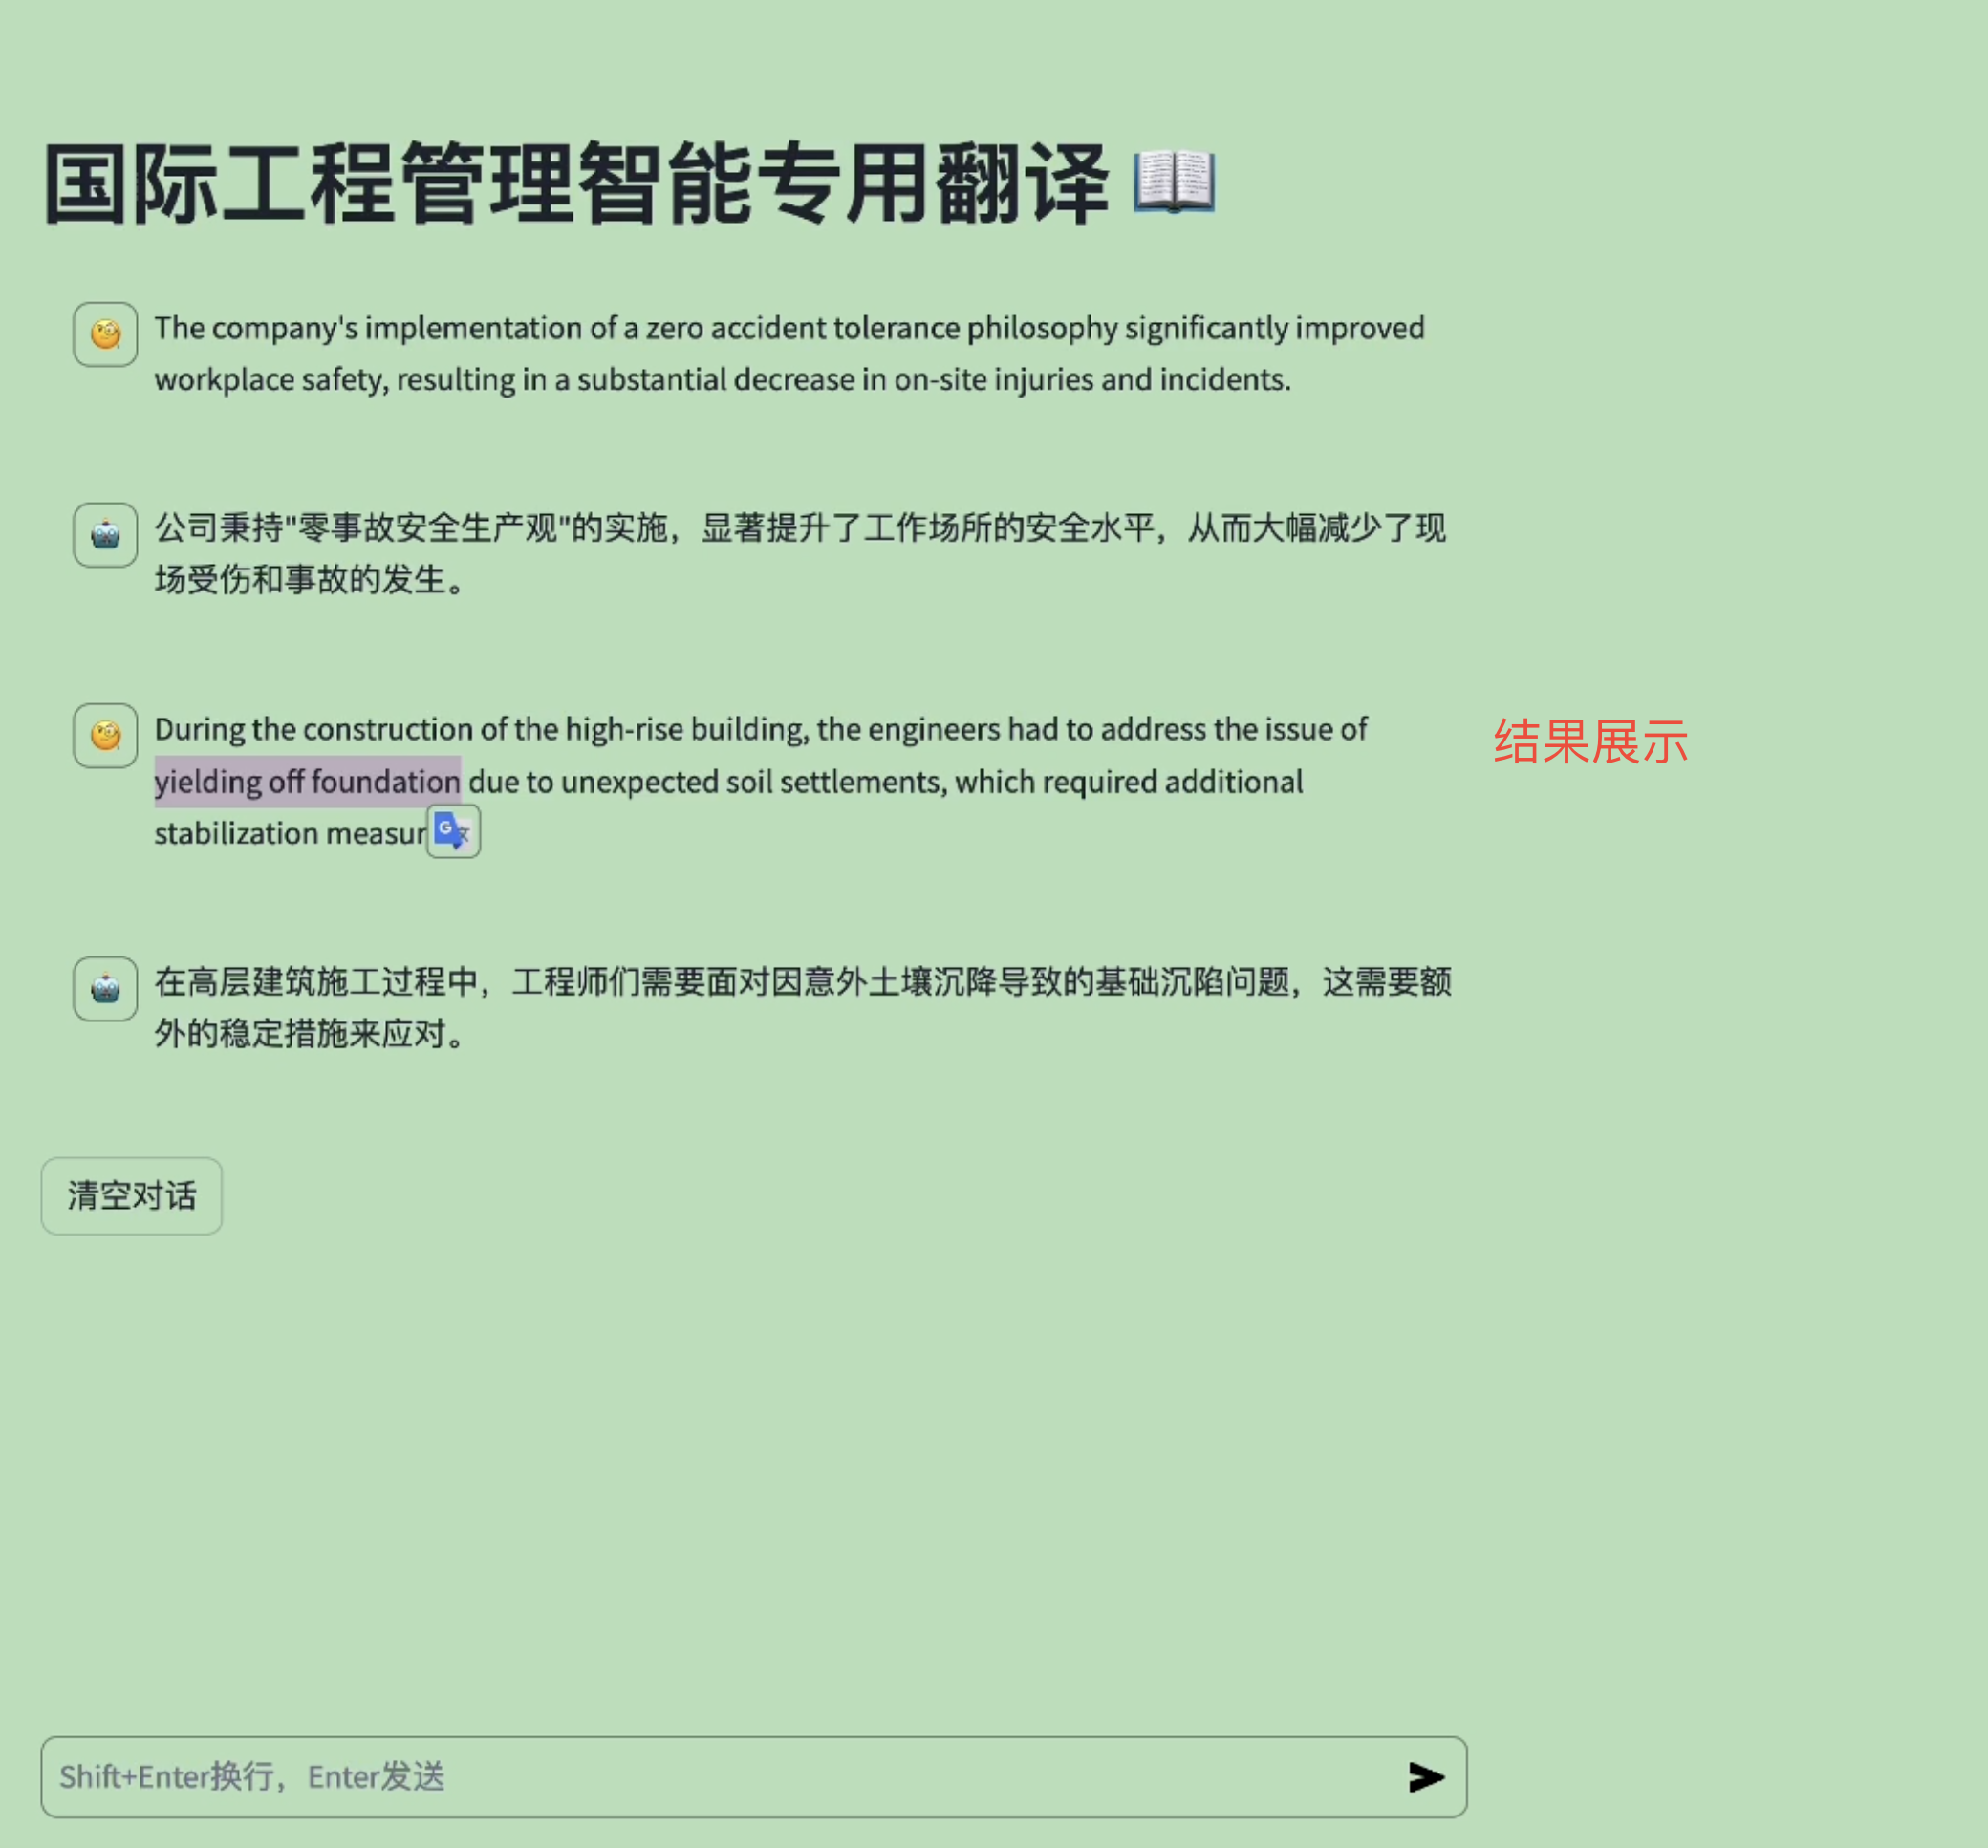 国际工程管理智能专用翻译
The company's implementation of a zero accident tolerance philosophy significantly improved
workplace safety, resulting in a substantial decrease in on-site injuries and incidents.
公司秉持"零事故安全生产观"的实施，显著提升了工作场所的安全水平，从而大幅减少了现
场受伤和事故的发生。
During the construction of the high-rise building, the engineers had to address the issue of
结果展示
yielding off foundation due to unexpected soil settlements, which required additional
stabilization measur
在高层建筑施工过程中，工程师们需要面对因意外土壤沉降导致的基础沉陷问题，这需要额
外的稳定措施来应对。
清空对话
Shift+Enter换行，Enter发送